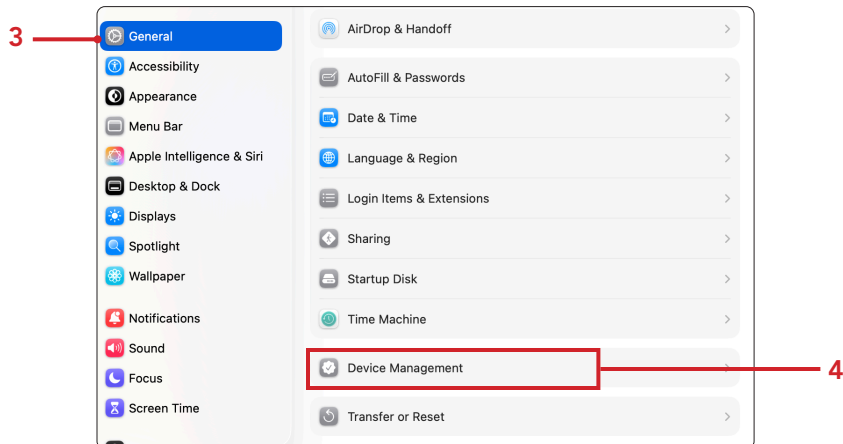 3
General
Accessibility
Appearance
Menu Bar
Apple Intelligence & Siri
Desktop & Dock
Displays
Spotlight
Wallpaper
Notifications
Sound
Focus
Screen Time
AirDrop & Handoff
AutoFill & Passwords
Date & Time
Language & Region
Login Items & Extensions
Sharing
Startup Disk
Time Machine
Device Management
4
Transfer or Reset